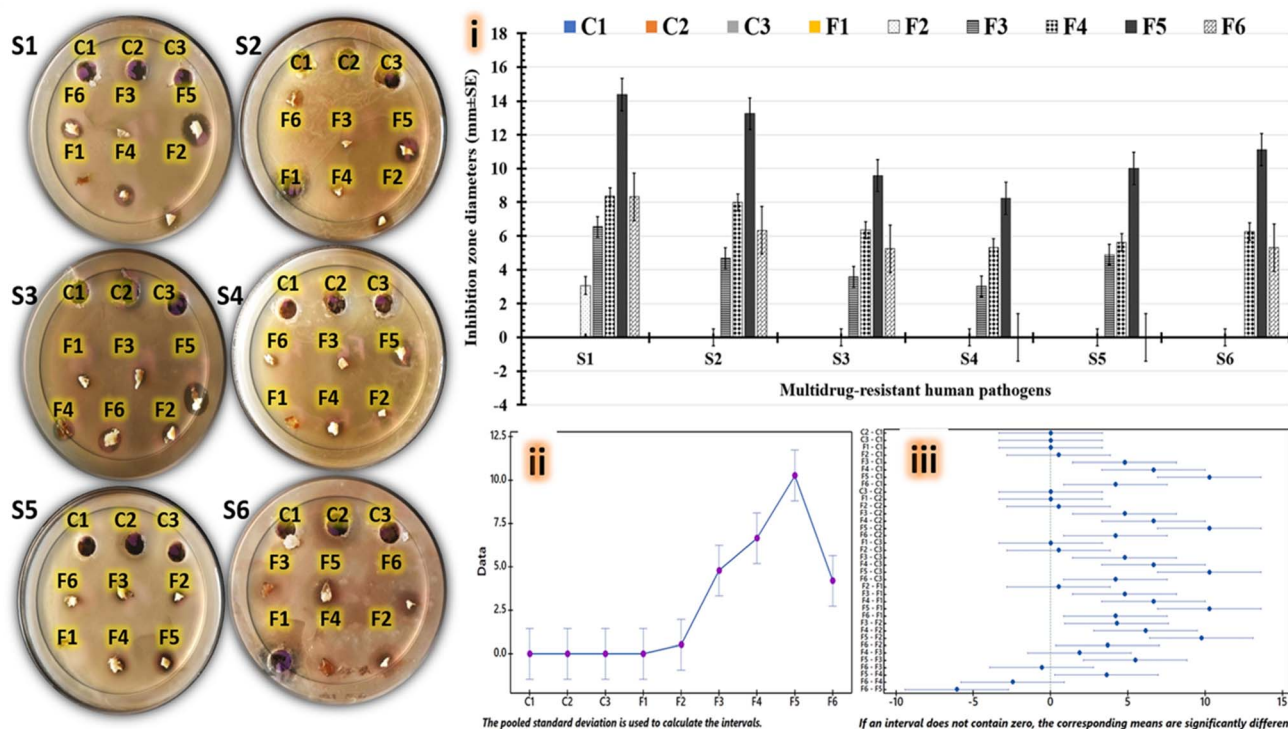 S1
C1 C2 C3
F6 F3 F5
F1 F4 F2
S2
C1 C2 C3
F6 F3 F5
F1 F4 F2
S3
C1 C2 C3
F1 F3 F5
F4 F6 F2
S4
C1 C2 C3
F6 F3 F5
F1 F4 F2
S5
C1 C2 C3
F6 F3 F2
F1 F4 F5
S6
C1 C2 C3
F3 F5 F6
F1 F4 F2
i
C1 C2 C3 F1 F2 F3 F4 F5 F6
Inhibition zone diameters (mm±SE)
18
16
14
12
10
8
6
4
2
0
-2
-4
S1 S2 S3 S4 S5 S6
Multidrug-resistant human pathogens
ii
Data
12.5
10.0
7.5
5.0
2.5
0.0
C1 C2 C3 F1 F2 F3 F4 F5 F6
The pooled standard deviation is used to calculate the intervals.
iii
C2 - C1
C3 - C1
F1 - C1
F2 - C1
F3 - C1
F4 - C1
F5 - C1
F6 - C1
C3 - C2
F1 - C2
F2 - C2
F3 - C2
F4 - C2
F5 - C2
F6 - C2
F1 - C3
F2 - C3
F3 - C3
F4 - C3
F5 - C3
F6 - C3
F2 - F1
F3 - F1
F4 - F1
F5 - F1
F6 - F1
F3 - F2
F4 - F2
F5 - F2
F6 - F2
F4 - F3
F5 - F3
F6 - F3
F5 - F4
F6 - F4
F6 - F5
-10 -5 0 5 10 15
If an interval does not contain zero, the corresponding means are significantly differen